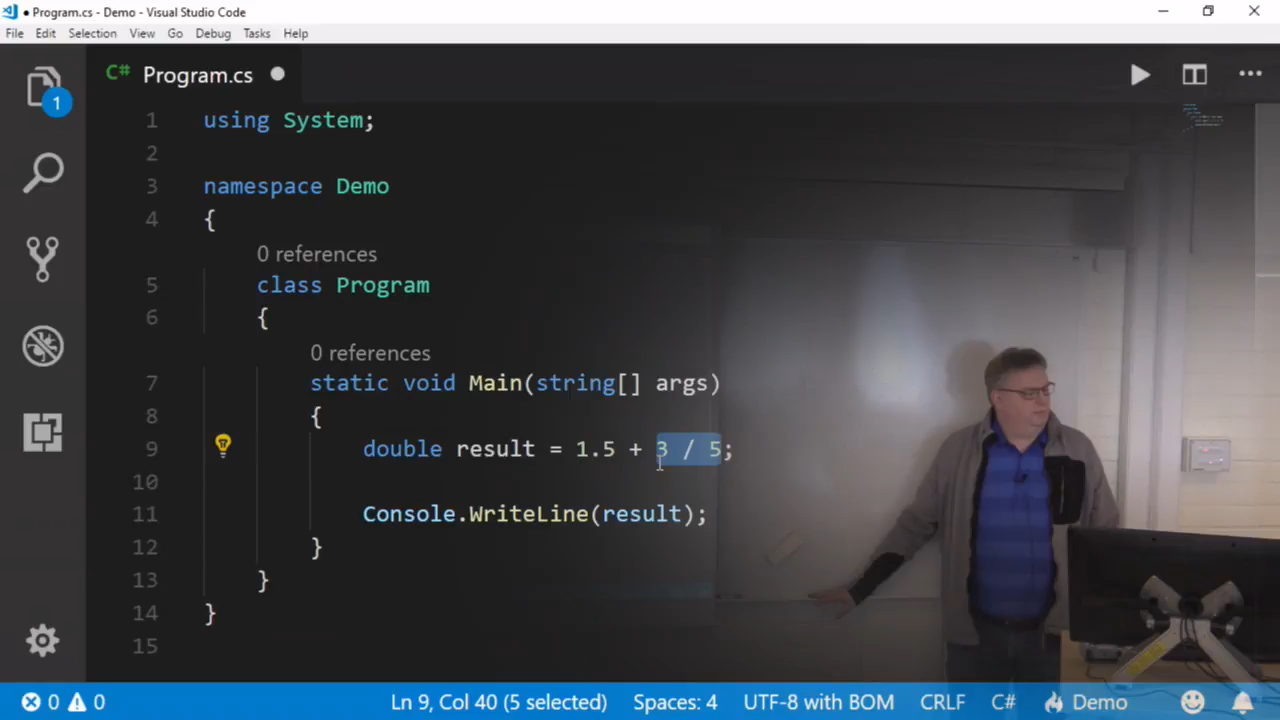 ● Program.cs - Demo - Visual Studio Code
File Edit Selection View Go Debug Tasks Help
C# Program.cs ●
1
1 using System;
2
3 namespace Demo
4 {
0 references
5 class Program
6 {
0 references
7 static void Main(string[] args)
8 {
9 double result = 1.5 + 3 / 5;
10
11 Console.WriteLine(result);
12 }
13 }
14 }
15
0 0 Ln 9, Col 40 (5 selected) Spaces: 4 UTF-8 with BOM CRLF C# Demo